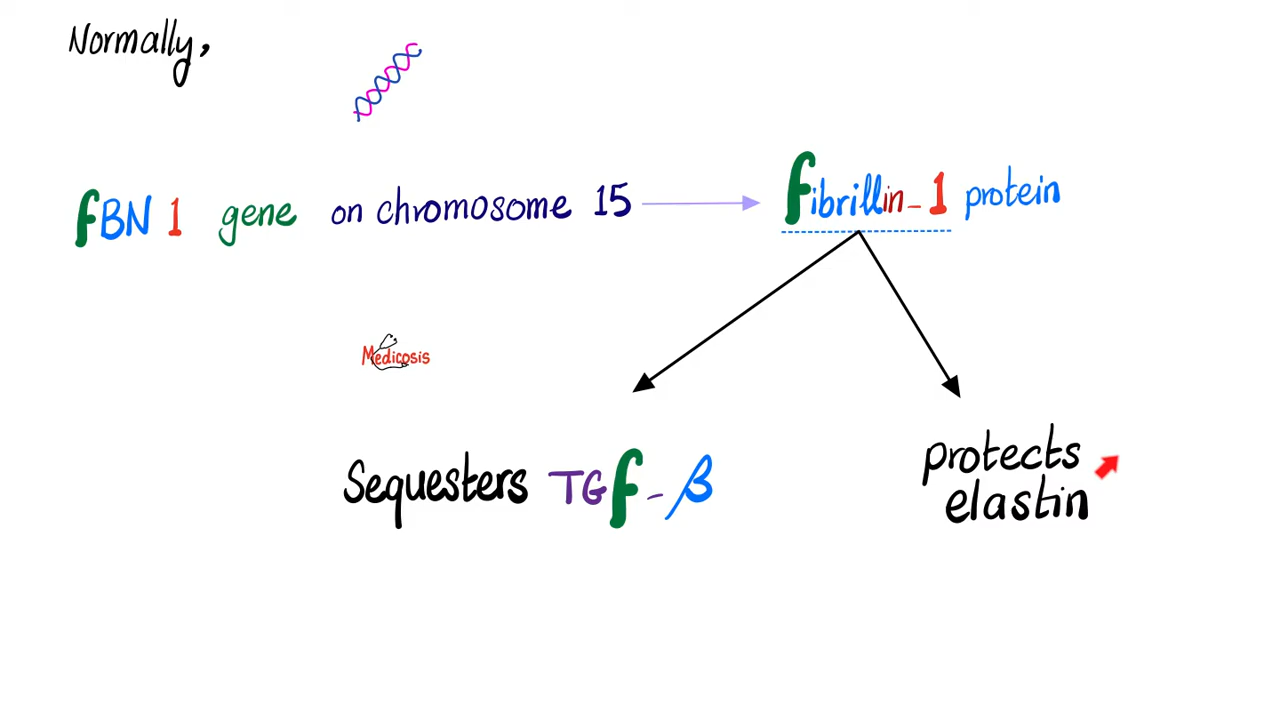 Normally,
fBN 1 gene on chromosome 15
fibrillin-1 protein
Medicosis
Sequesters TGf-β
protects
elastin